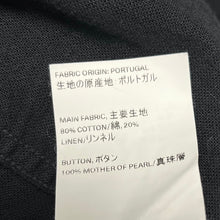 FABRIC ORIGIN: PORTUGAL
生地の原産地: ポルトガル
MAIN FABRIC, 主要生地
80% COTTON/綿, 20%
LINEN/リンネル
BUTTON, ボタン
100% MOTHER OF PEARL/真珠層